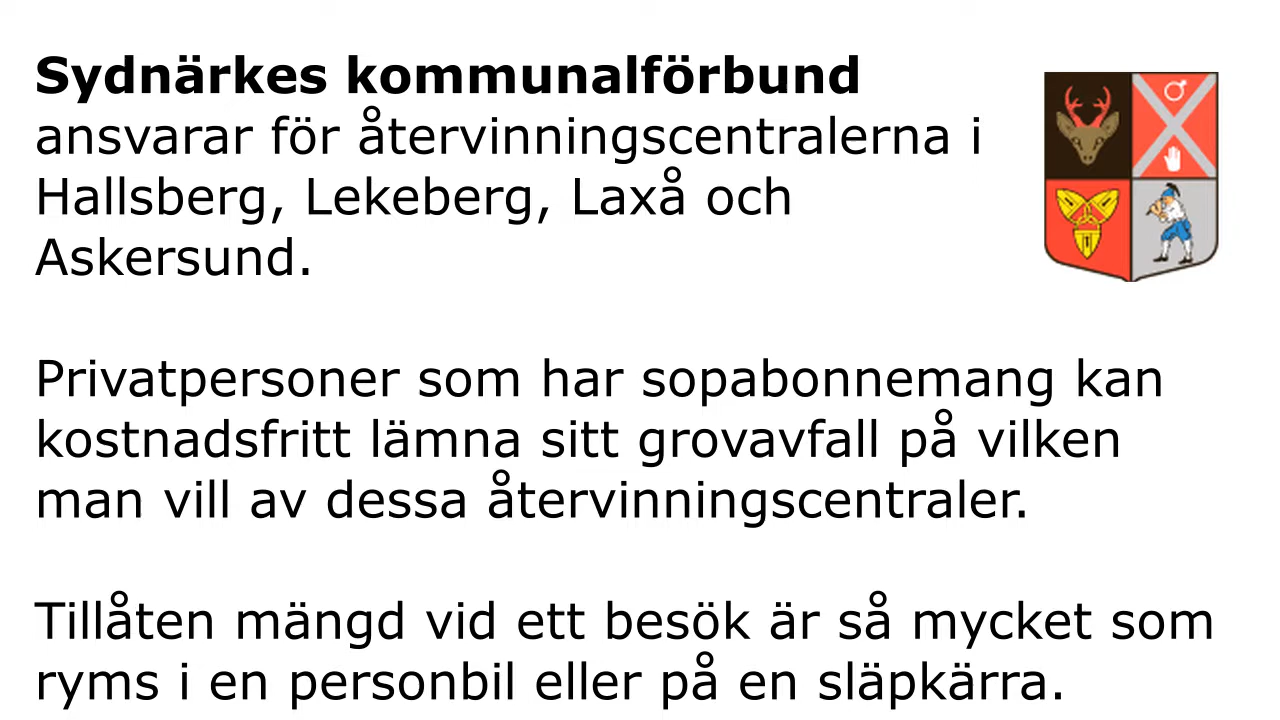 Sydnärkes kommunalförbund
ansvarar för återvinningscentralerna i
Hallsberg, Lekeberg, Laxå och
Askersund.
Privatpersoner som har sopabonnemang kan
kostnadsfritt lämna sitt grovavfall på vilken
man vill av dessa återvinningscentraler.
Tillåten mängd vid ett besök är så mycket som
ryms i en personbil eller på en släpkärra.